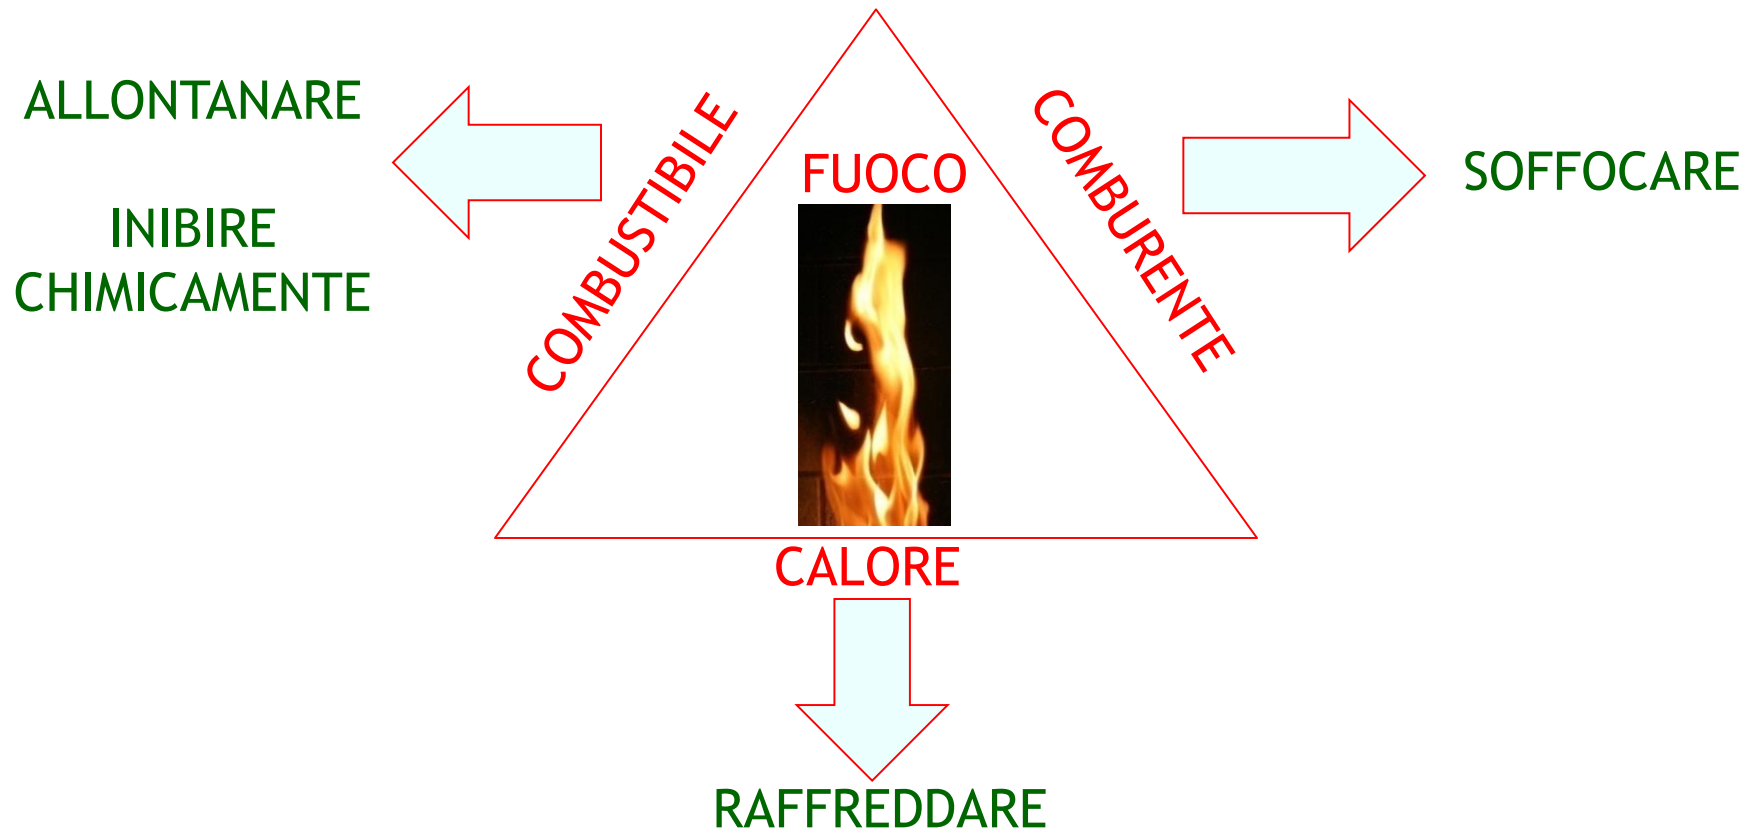 ALLONTANARE
INIBIRE
CHIMICAMENTE
COMBUSTIBILE
FUOCO
COMBURENTE
SOFFOCARE
CALORE
RAFFREDDARE